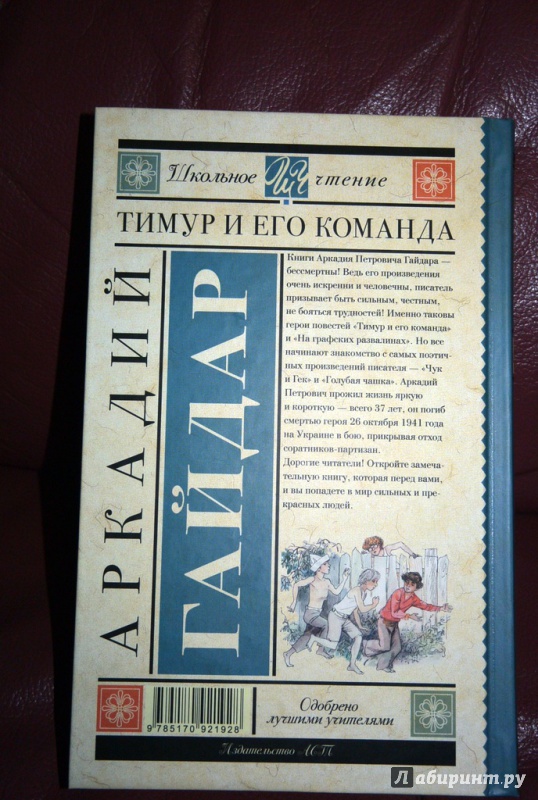 Школьное чтение
ТИМУР И ЕГО КОМАНДА
АРКАДИЙ
ГАЙДАР
Книги Аркадия Петровича Гайдара —
бессмертны! Ведь его произведения
очень искренни и человечны, писатель
призывает быть сильным, честным,
не бояться трудностей! Именно таковы
герои повестей «Тимур и его команда»
и «На графских развалинах». Но все
начинают знакомство с самых поэтич-
ных произведений писателя — «Чук
и Гек» и «Голубая чашка». Аркадий
Петрович прожил жизнь яркую
и короткую — всего 37 лет, он погиб
смертью героя 26 октября 1941 года
на Украине в бою, прикрывая отход
соратников-партизан.
Дорогие читатели! Откройте замеча-
тельную книгу, которая перед вами,
и вы попадете в мир сильных и пре-
красных людей.
9 785170 921928
Одобрено
лучшими учителями
Издательство АСТ
Лабиринт.ру